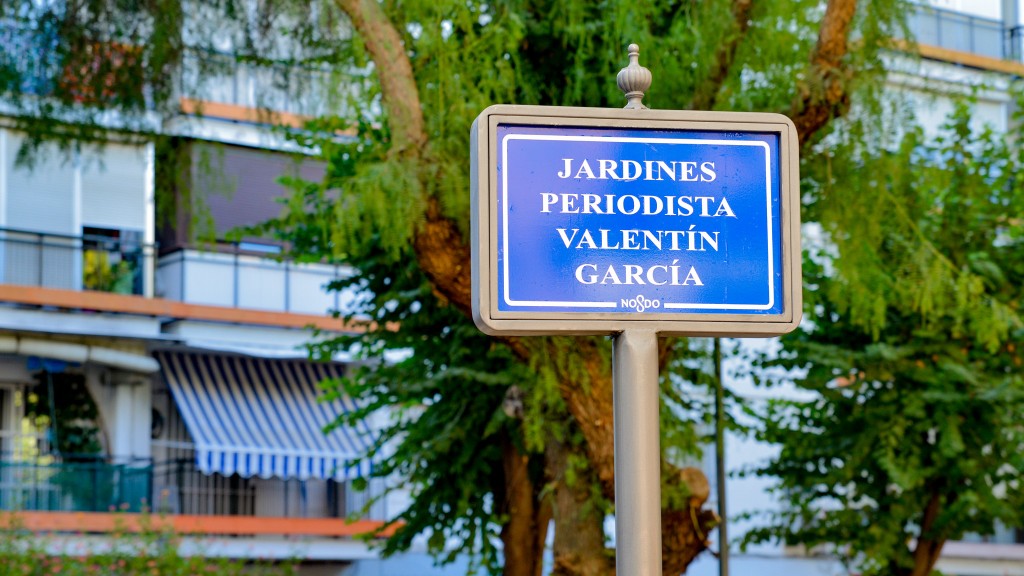 JARDINES
PERIODISTA
VALENTÍN
GARCÍA
NO8DO